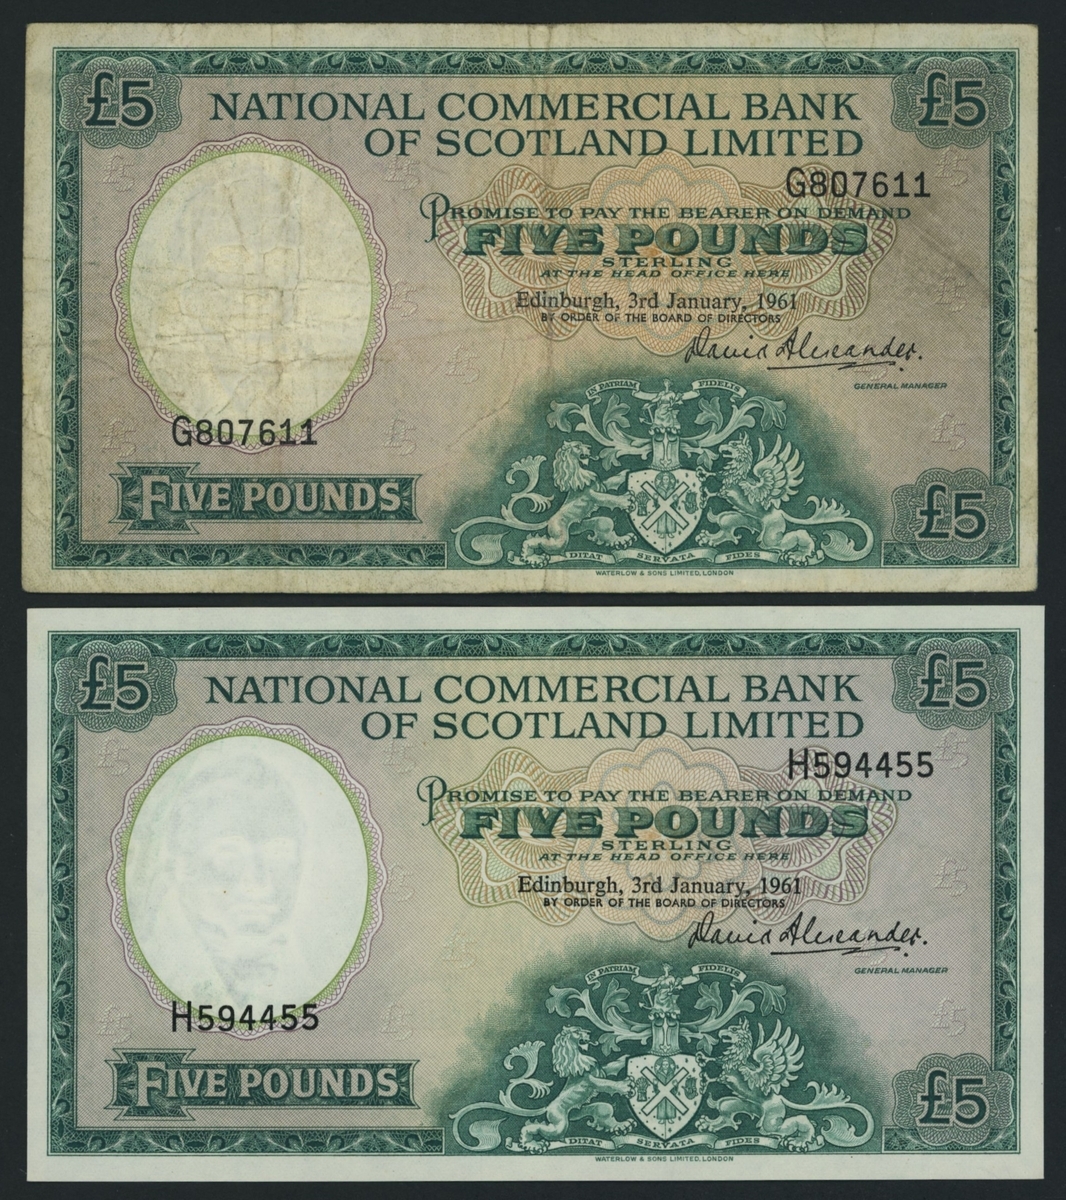 £5
£5
NATIONAL COMMERCIAL BANK
OF SCOTLAND LIMITED
G807611
PROMISE TO PAY THE BEARER ON DEMAND
FIVE POUNDS
STERLING
AT THE HEAD OFFICE HERE
Edinburgh, 3rd January, 1961
BY ORDER OF THE BOARD OF DIRECTORS
David Alexander.
GENERAL MANAGER
IN PATRIAM FIDELIS
G807611
FIVE POUNDS
£5
DITAT SERVATA FIDES
WATERLOW & SONS LIMITED, LONDON
£5
£5
NATIONAL COMMERCIAL BANK
OF SCOTLAND LIMITED
H594455
PROMISE TO PAY THE BEARER ON DEMAND
FIVE POUNDS
STERLING
AT THE HEAD OFFICE HERE
Edinburgh, 3rd January, 1961
BY ORDER OF THE BOARD OF DIRECTORS
David Alexander.
GENERAL MANAGER
IN PATRIAM FIDELIS
H594455
FIVE POUNDS
£5
DITAT SERVATA FIDES
WATERLOW & SONS LIMITED, LONDON